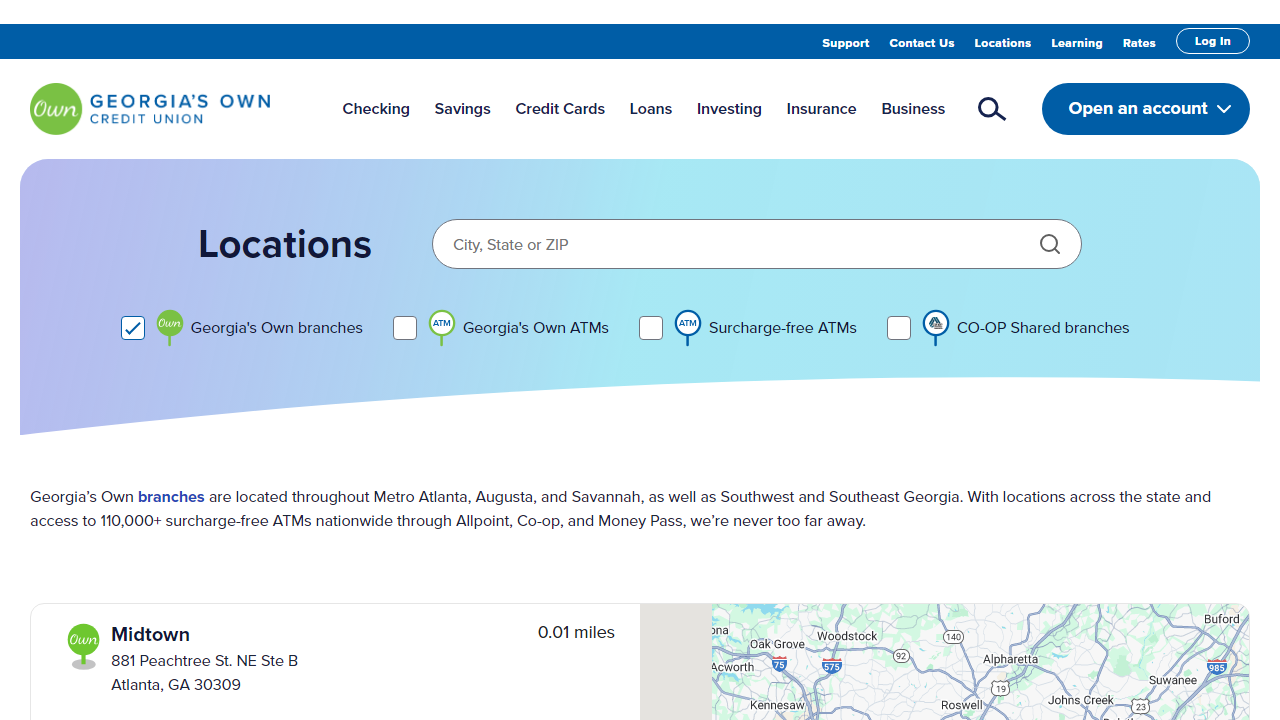 Support Contact Us Locations Learning Rates Log In
Own GEORGIA'S OWN
CREDIT UNION
Checking Savings Credit Cards Loans Investing Insurance Business Open an account
Locations City, State or ZIP
Own Georgia's Own branches ATM Georgia's Own ATMs ATM Surcharge-free ATMs CO-OP Shared branches
Georgia’s Own branches are located throughout Metro Atlanta, Augusta, and Savannah, as well as Southwest and Southeast Georgia. With locations across the state and
access to 110,000+ surcharge-free ATMs nationwide through Allpoint, Co-op, and Money Pass, we’re never too far away.
Own Midtown 0.01 miles
881 Peachtree St. NE Ste B
Atlanta, GA 30309
Buford
ona Oak Grove Woodstock 140
92 Alpharetta
Acworth 75 575 985
19 Suwanee
Kennesaw Roswell Johns Creek 23